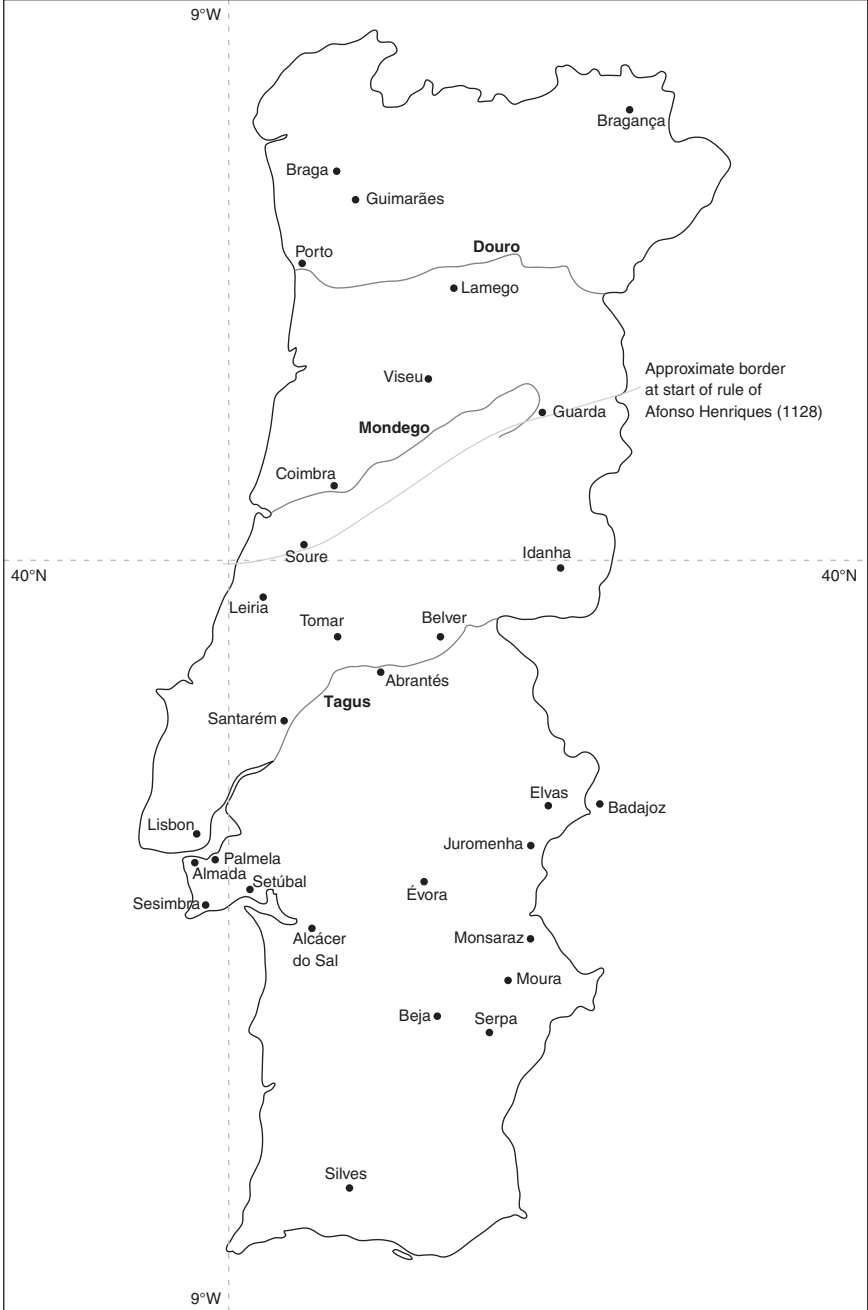 9°W
Bragança
Braga
Guimarães
Douro
Porto
Lamego
Approximate border
at start of rule of
Afonso Henriques (1128)
Viseu
Guarda
Mondego
Coimbra
Soure
Idanha
40°N
40°N
Leiria
Tomar
Belver
Abrantés
Tagus
Santarém
Elvas
Badajoz
Lisbon
Juromenha
Palmela
Almada
Setúbal
Évora
Sesimbra
Alcácer
do Sal
Monsaraz
Moura
Beja
Serpa
Silves
9°W